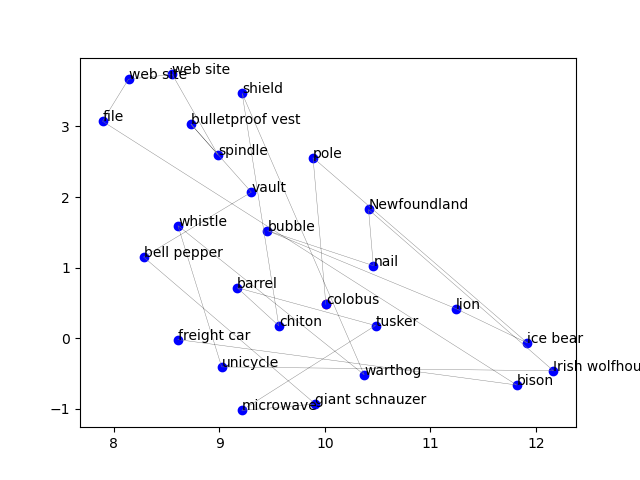 web site
web site
shield
file
bulletproof vest
spindle
pole
vault
Newfoundland
whistle
bubble
bell pepper
nail
barrel
colobus
lion
chiton
tusker
freight car
ice bear
unicycle
warthog
Irish wolfhou
bison
microwave
giant schnauzer
3
2
1
0
−1
8
9
10
11
12